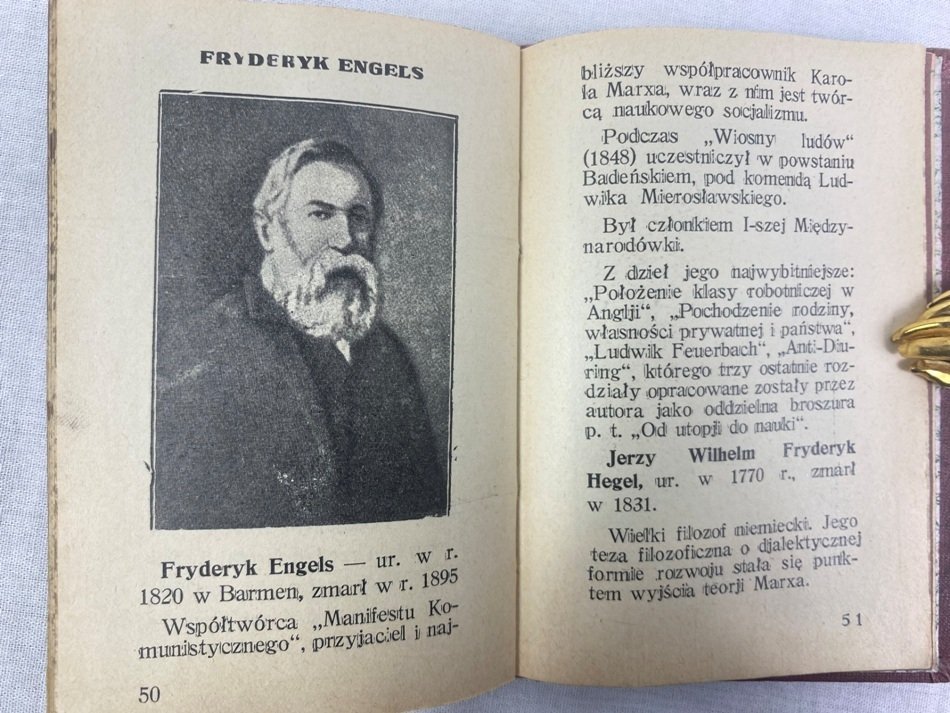 FRYDERYK ENGELS
Fryderyk Engels — ur. w r.
1820 w Barmen, zmarł w r. 1895
Współtwórca „Manifestu Ko-
munistycznego“, przyjaciel i naj-
50
bliższy współpracownik Karo-
la Marxa, wraz z nim jest twór-
cą naukowego socjalizmu.
Podczas „Wiosny ludów“
(1848) uczestniczył w powstaniu
Badeńskiem, pod komendą Lud-
wika Mierosławskiego.
Był członkiem I-szej Między-
narodówki.
Z dzieł jego najwybitniejsze:
„Położenie klasy robotniczej w
Anglji“, „Pochodzenie rodziny,
własności prywatnej i państwa“,
„Ludwik Feuerbach“, „Anti-Diu-
ring“, którego trzy ostatnie roz-
działy opracowane zostały przez
autora jako oddzielna broszura
p. t. „Od utopji do nauki“.
Jerzy Wilhelm Fryderyk
Hegel, ur. w 1770 r., zmarł
w 1831.
Wielki filozof niemiecki. Jego
teza filozoficzna o djalektycznej
formie rozwoju stała się punk-
tem wyjścia teorji Marxa.
51